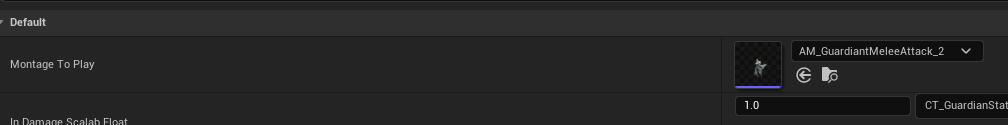 Default
Montage To Play
AM_GuardiantMeleeAttack_2
1.0
CT_GuardianStat
In Damage Scalab Float